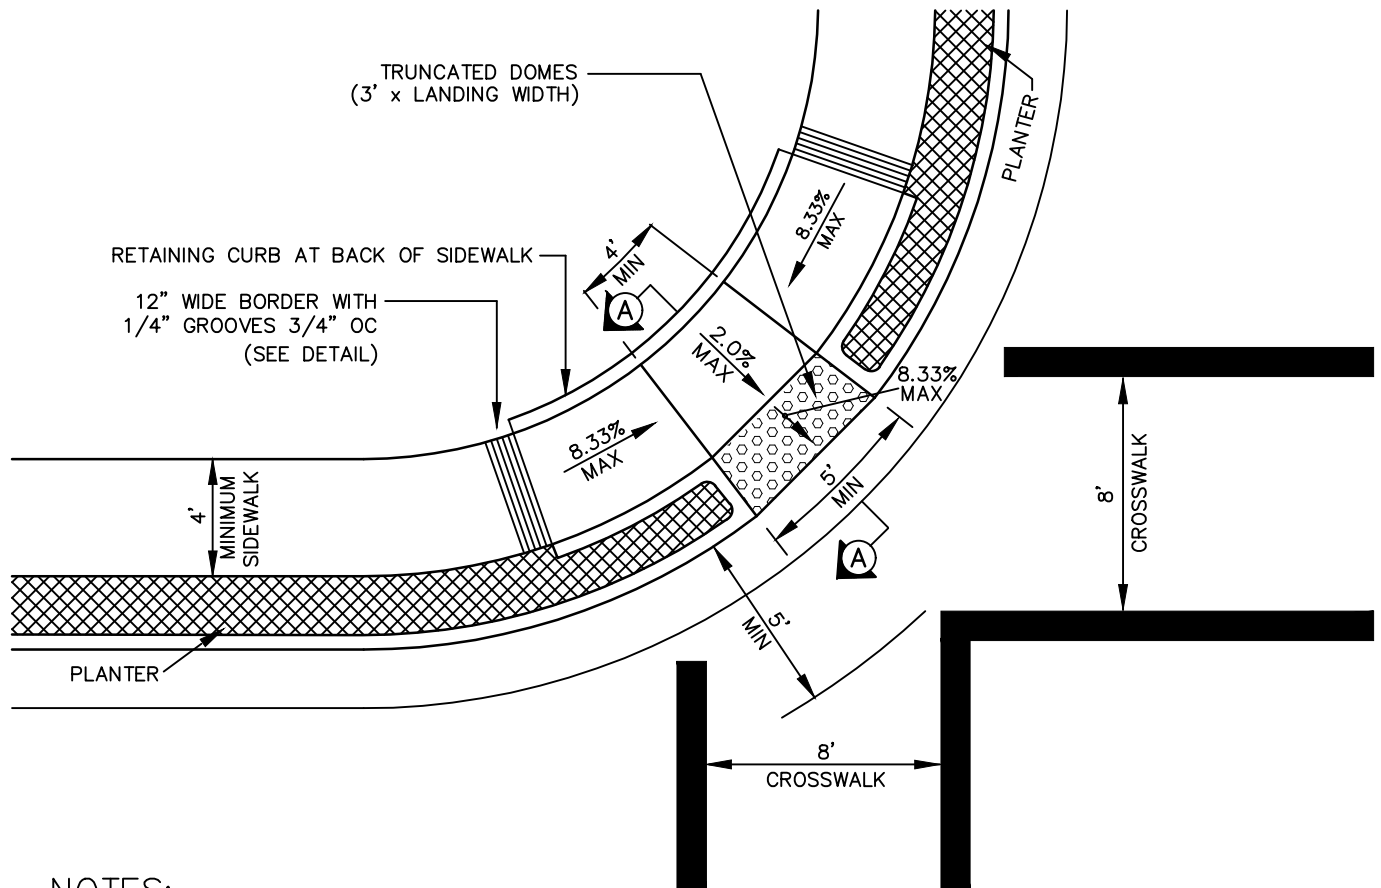 TRUNCATED DOMES
(3' x LANDING WIDTH)
PLANTER
8.33%
MAX
4'
MIN
RETAINING CURB AT BACK OF SIDEWALK
12" WIDE BORDER WITH
1/4" GROOVES 3/4" OC
(SEE DETAIL)
A
2.0%
MAX
8.33%
MAX
8.33%
MAX
4'
MINIMUM
SIDEWALK
5'
MIN
8'
CROSSWALK
A
5'
MIN
PLANTER
8'
CROSSWALK
NOTES: